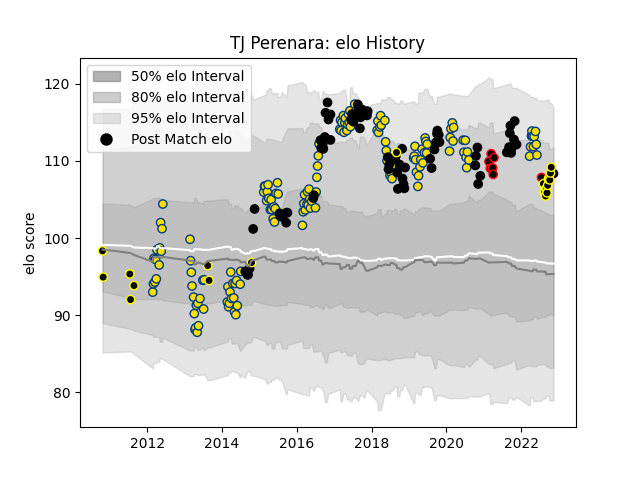 TJ Perenara: elo History
50% elo Interval
80% elo Interval
95% elo Interval
Post Match elo
elo score
120
110
100
90
80
2012
2014
2016
2018
2020
2022